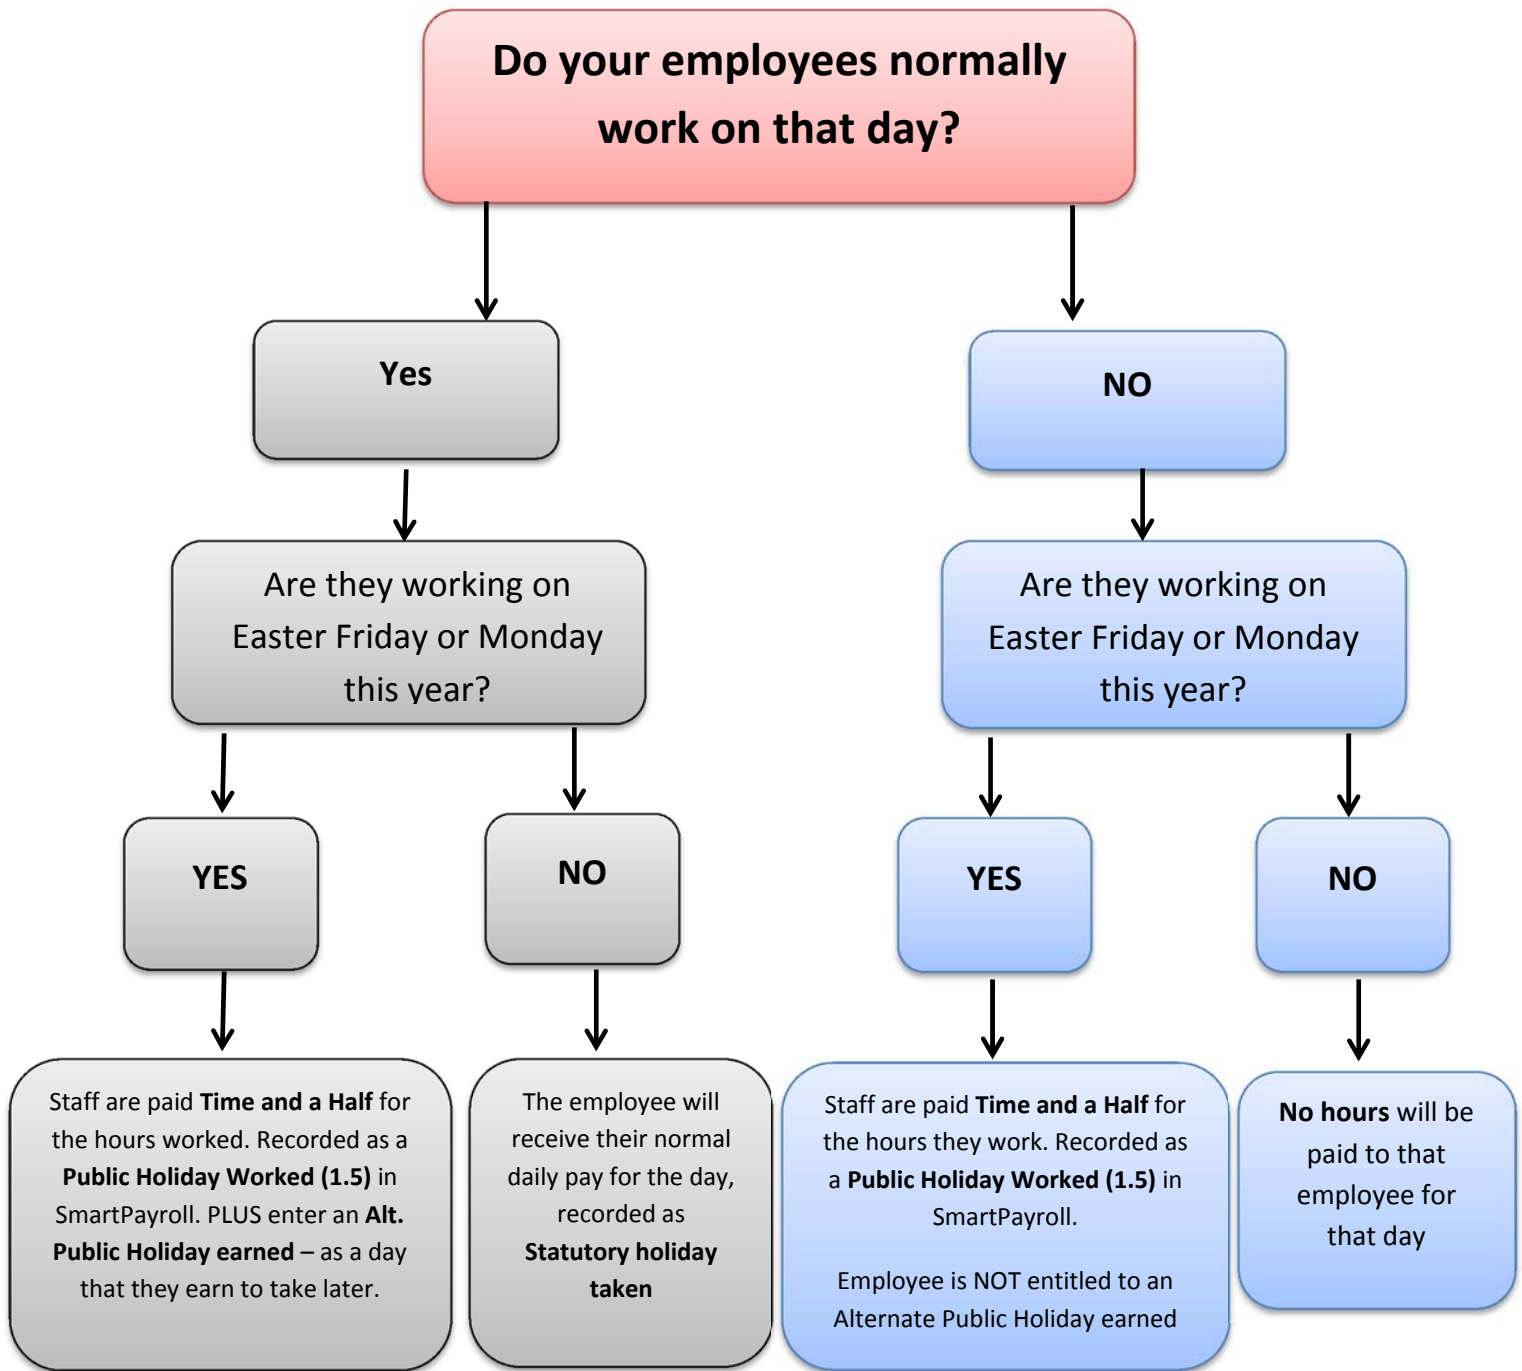 Do your employees normally
work on that day?
Yes
NO
Are they working on
Easter Friday or Monday
this year?
Are they working on
Easter Friday or Monday
this year?
YES
NO
YES
NO
Staff are paid Time and a Half for
the hours worked. Recorded as a
Public Holiday Worked (1.5) in
SmartPayroll. PLUS enter an Alt.
Public Holiday earned – as a day
that they earn to take later.
The employee will
receive their normal
daily pay for the day,
recorded as
Statutory holiday
taken
Staff are paid Time and a Half for
the hours they work. Recorded as
a Public Holiday Worked (1.5) in
SmartPayroll.
Employee is NOT entitled to an
Alternate Public Holiday earned
No hours will be
paid to that
employee for
that day